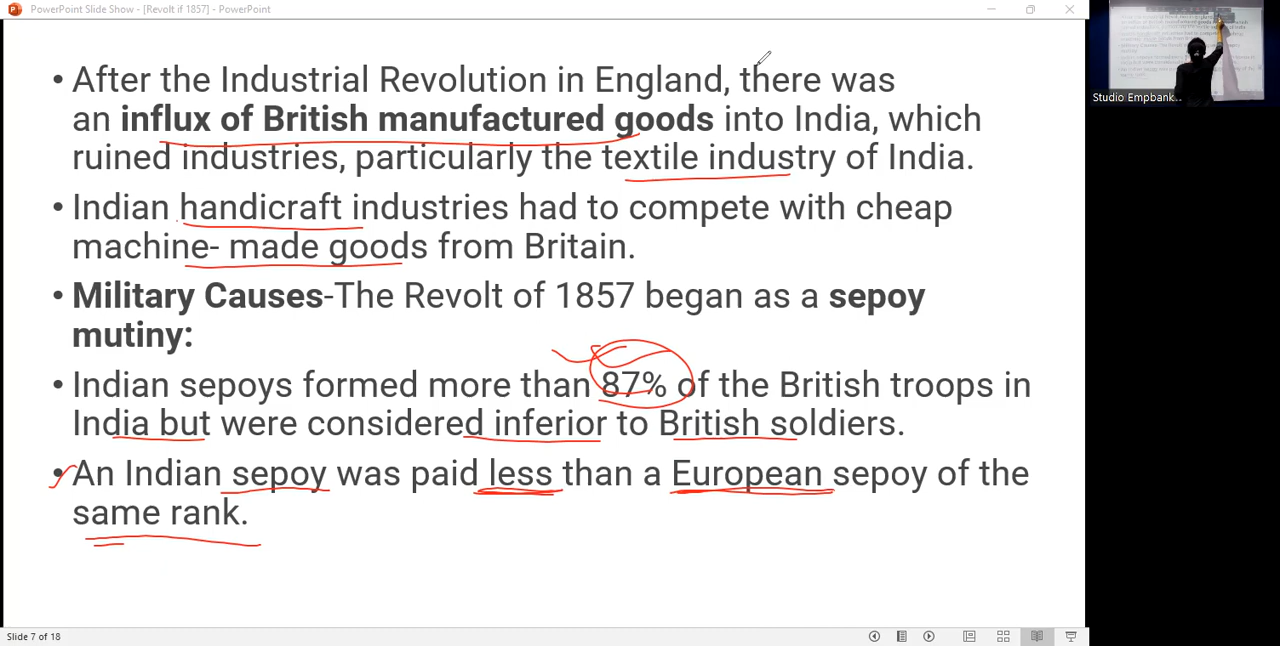 PowerPoint Slide Show - [Revolt if 1857] - PowerPoint
• After the Industrial Revolution in England, there was
an influx of British manufactured goods into India, which
ruined industries, particularly the textile industry of India.
• Indian handicraft industries had to compete with cheap
machine- made goods from Britain.
• Military Causes-The Revolt of 1857 began as a sepoy
mutiny:
• Indian sepoys formed more than 87% of the British troops in
India but were considered inferior to British soldiers.
• An Indian sepoy was paid less than a European sepoy of the
same rank.
Slide 7 of 18
Studio Empbank...